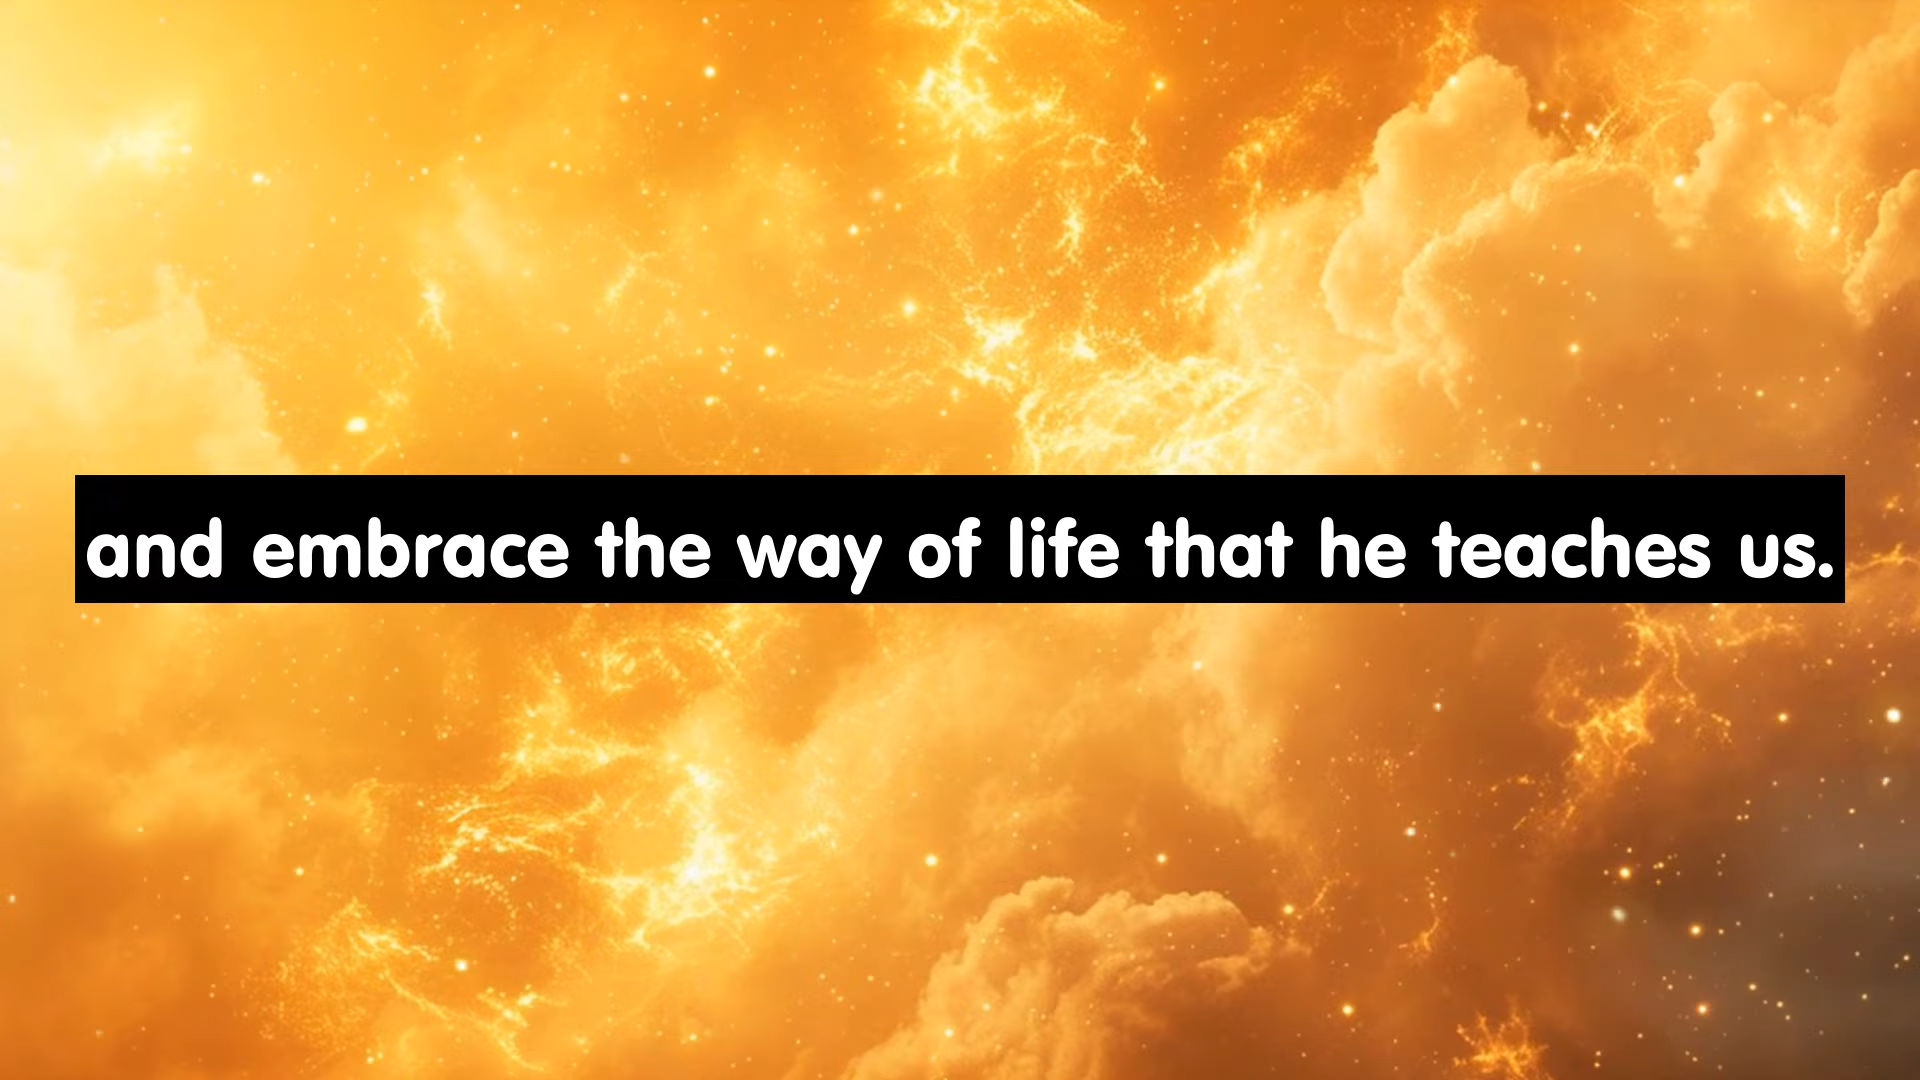 and embrace the way of life that he teaches us.